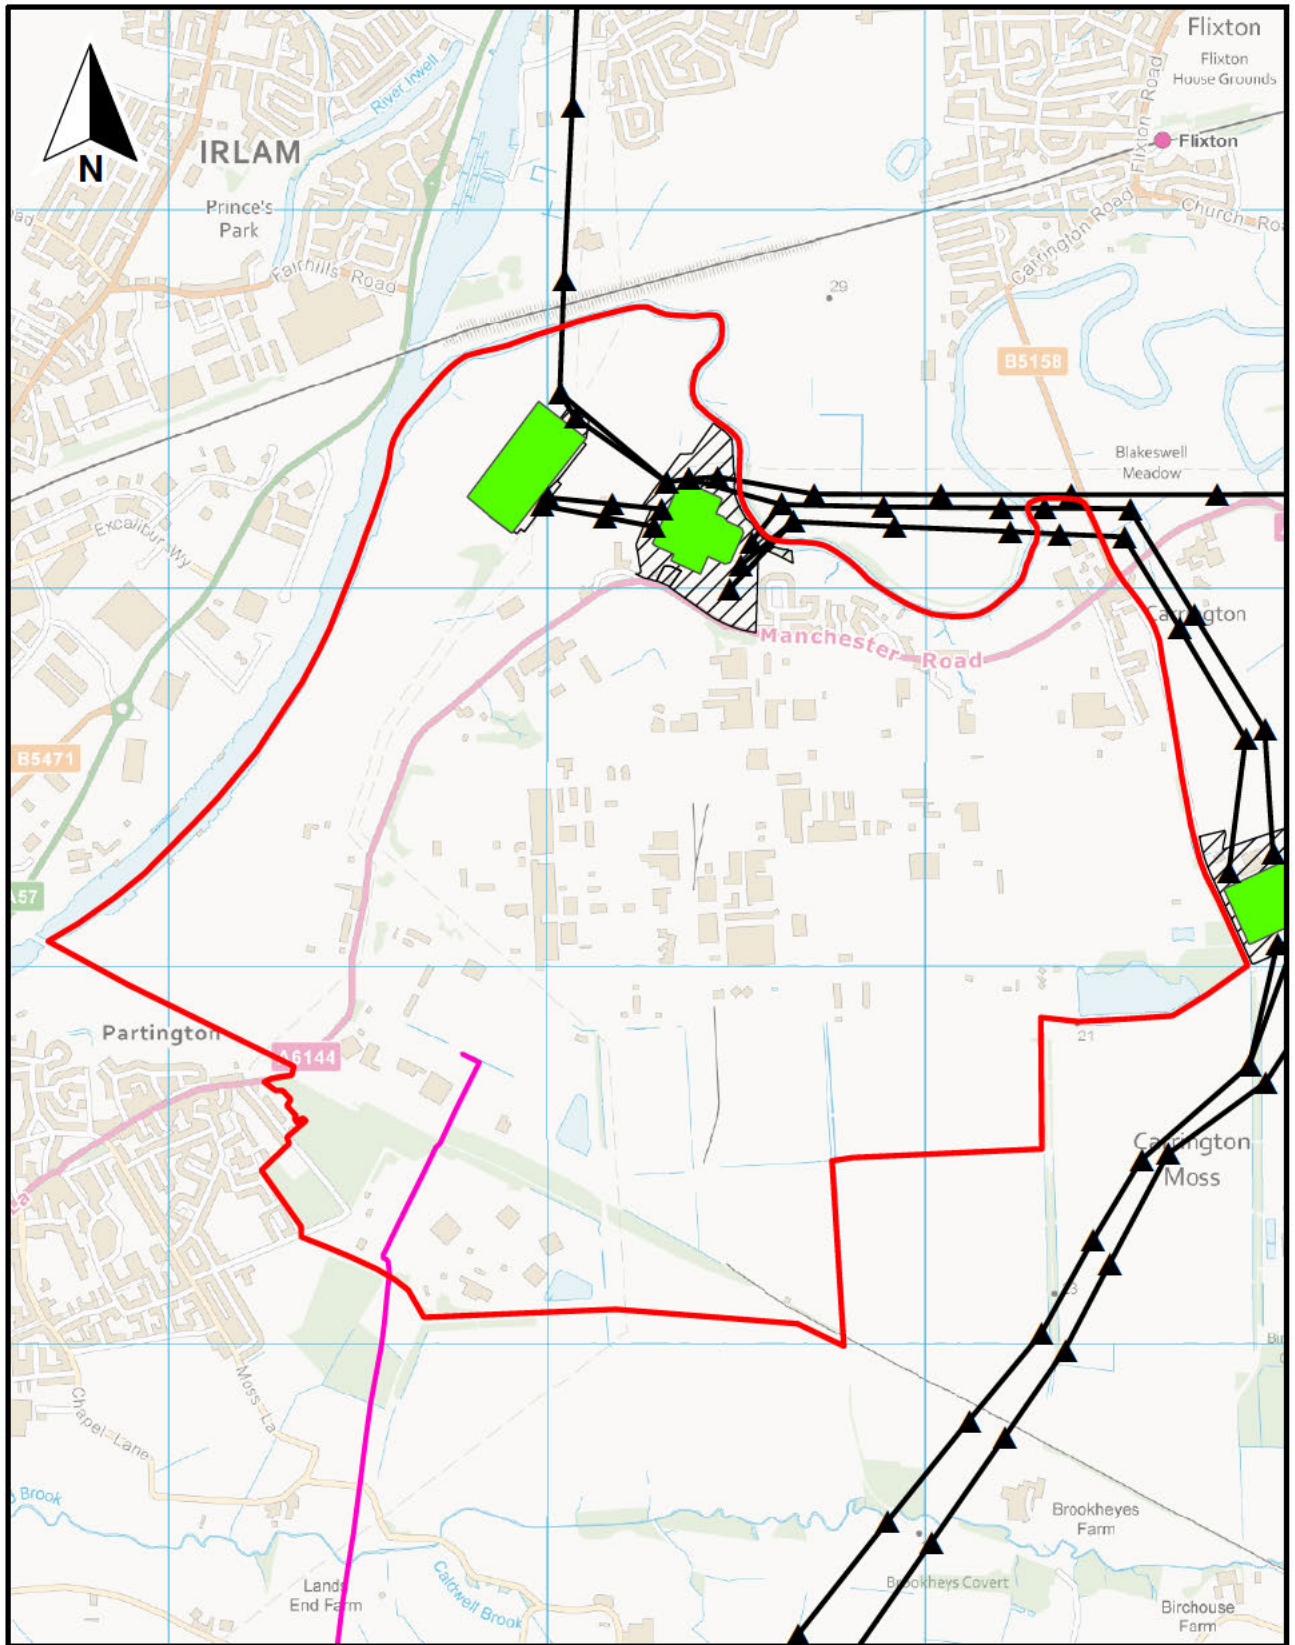 Flixton
Flixton
House Grounds
River Irwell
IRLAM
Flixton Road
Flixton
N
Prince's
Park
Church
Carrington Road
Fairhills Road
29
B5158
Blakeswell
Meadow
Excalibur Wy
Carrington
Manchester Road
B5471
A57
Partington
21
A6144
Carrington
Moss
La
Moss La
Chapel Lane
Brook
Brookheyes
Farm
Lands
End Farm
Caldwell Brook
Brookheys Covert
Birchouse
Farm